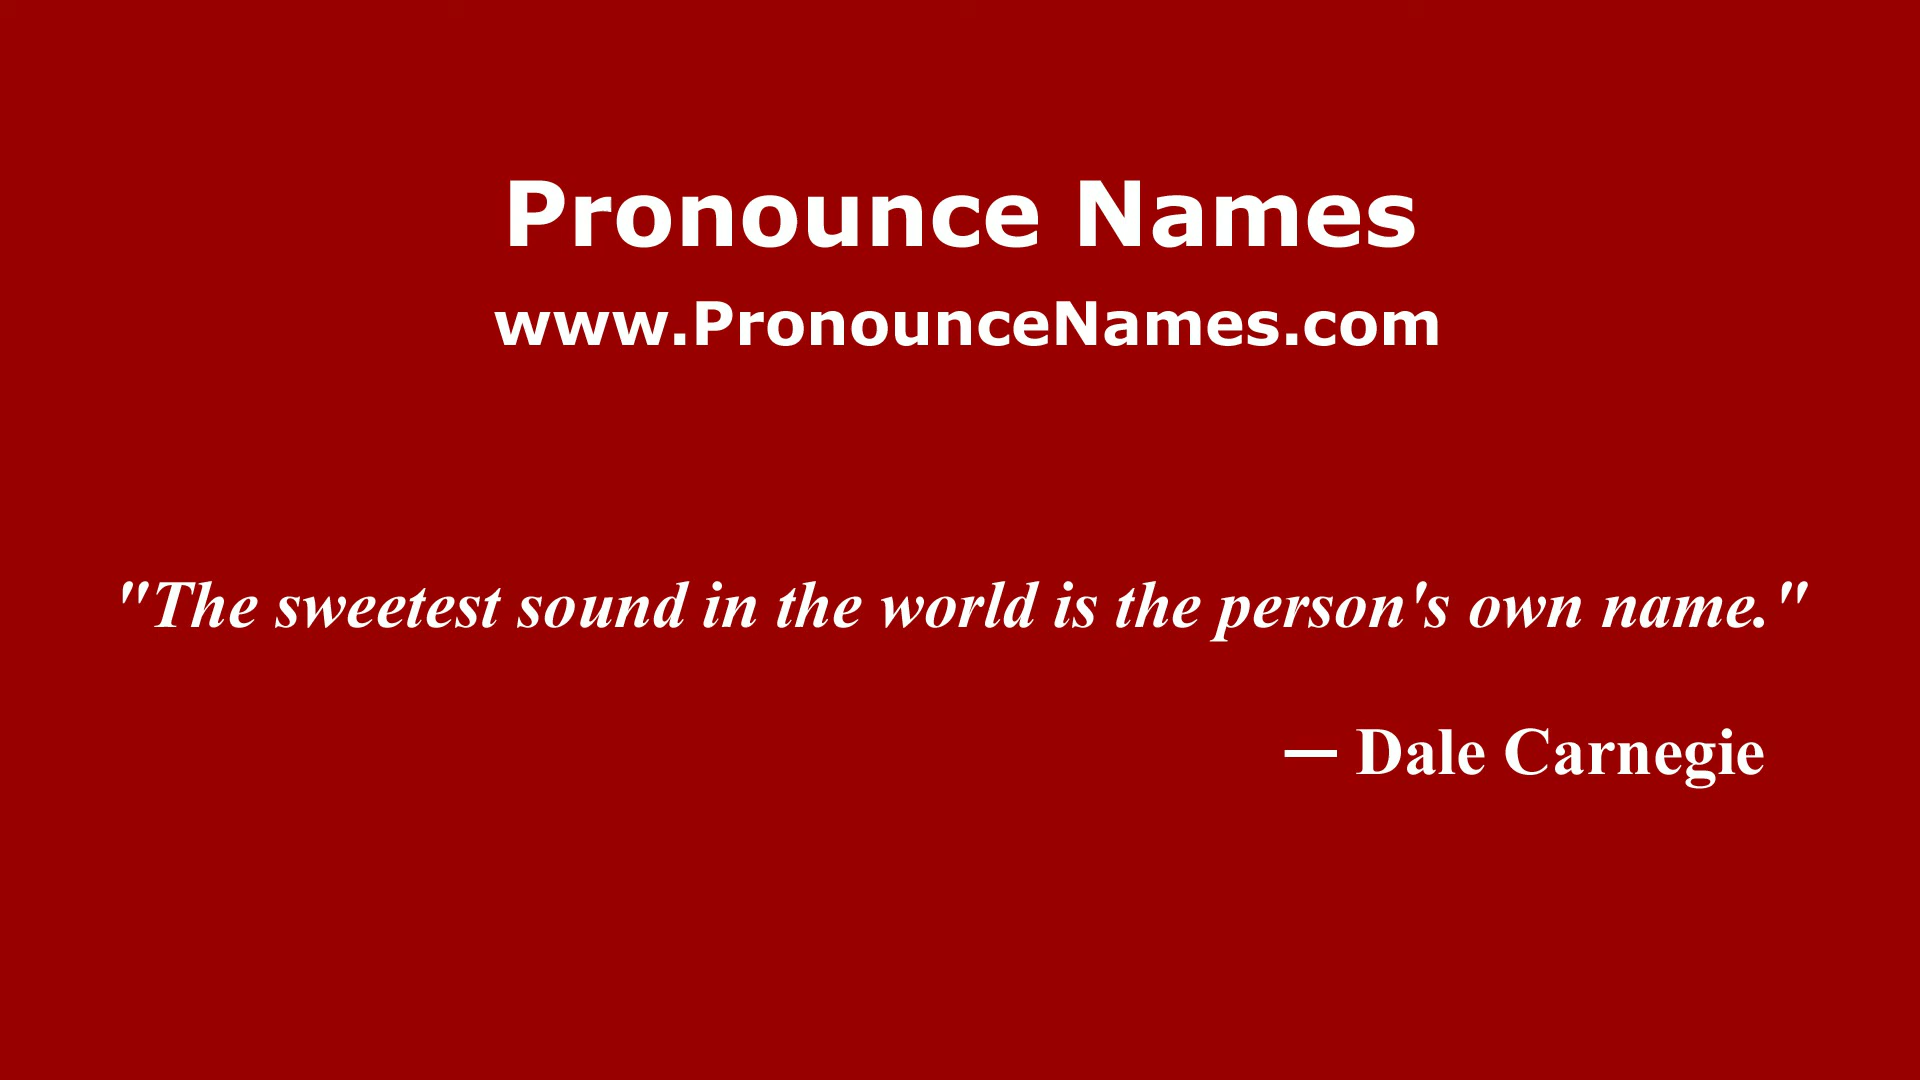 Pronounce Names
www.PronounceNames.com
"The sweetest sound in the world is the person's own name."
— Dale Carnegie